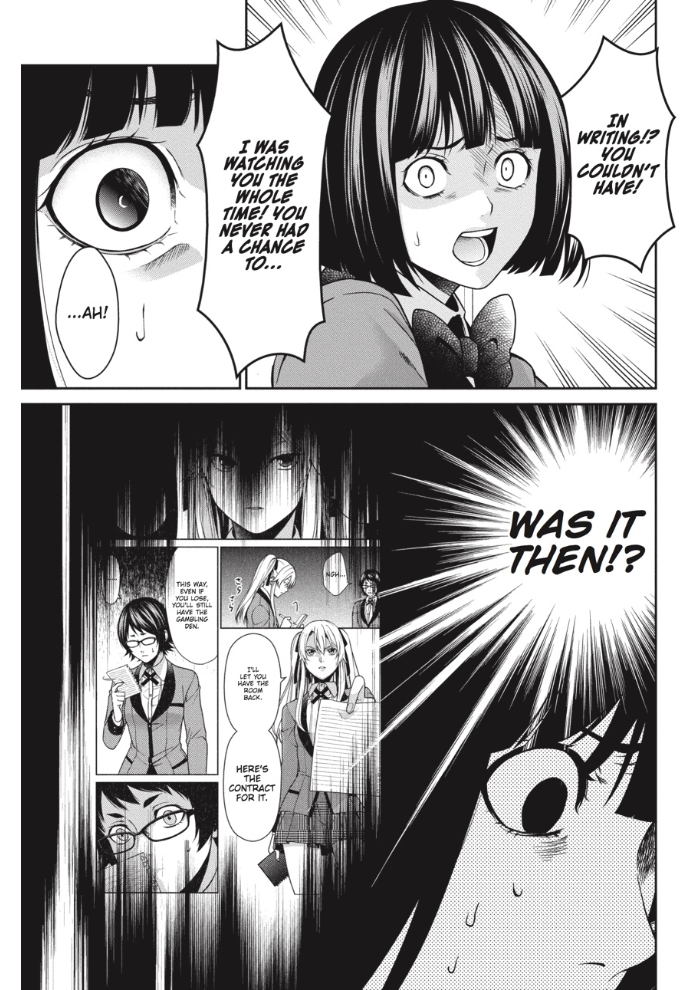 IN
WRITING!?
YOU
COULDN'T
HAVE!
I WAS
WATCHING
YOU THE
WHOLE
TIME! YOU
NEVER HAD
A CHANCE
TO...
...AH!
WAS IT
THEN!?
NGH...
THIS WAY,
EVEN IF
YOU LOSE,
YOU'LL STILL
HAVE THE
GAMBLING
DEN.
I'LL
LET YOU
HAVE THE
ROOM
BACK.
HERE'S
THE
CONTRACT
FOR IT.